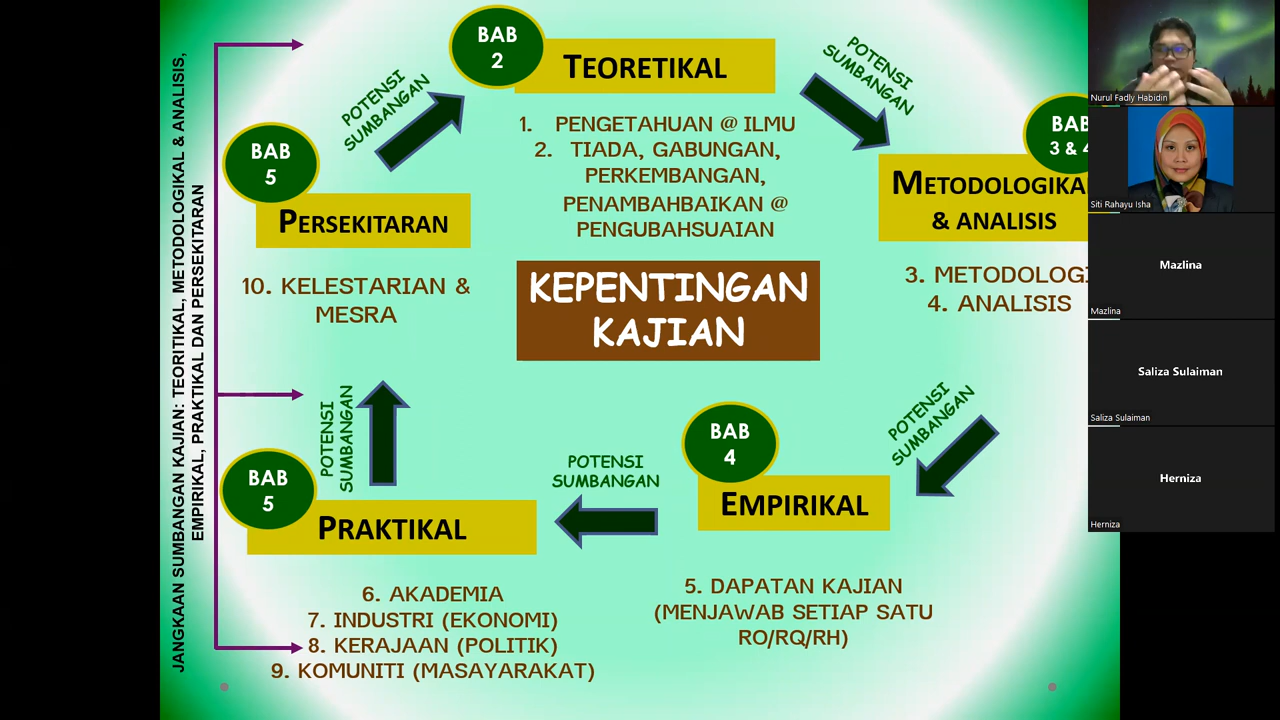 JANGKAAN SUMBANGAN KAJIAN: TEORITIKAL, METODOLOGIKAL & ANALISIS,
EMPIRIKAL, PRAKTIKAL DAN PERSEKITARAN
BAB
2
TEORETIKAL
POTENSI
SUMBANGAN
1. PENGETAHUAN @ ILMU
2. TIADA, GABUNGAN,
PERKEMBANGAN,
PENAMBAHBAIKAN @
PENGUBAHSUAIAN
POTENSI
SUMBANGAN
BAB
3 & 4
METODOLOGIKA
& ANALISIS
3. METODOLOGI
4. ANALISIS
BAB
5
PERSEKITARAN
10. KELESTARIAN &
MESRA
KEPENTINGAN
KAJIAN
POTENSI
SUMBANGAN
BAB
4
EMPIRIKAL
5. DAPATAN KAJIAN
(MENJAWAB SETIAP SATU
RO/RQ/RH)
POTENSI
SUMBANGAN
BAB
5
PRAKTIKAL
6. AKADEMIA
7. INDUSTRI (EKONOMI)
8. KERAJAAN (POLITIK)
9. KOMUNITI (MASAYARAKAT)
POTENSI
SUMBANGAN
Nurul Fadly Habidin
Siti Rahayu Isha
Mazlina
Mazlina
Saliza Sulaiman
Saliza Sulaiman
Herniza
Herniza